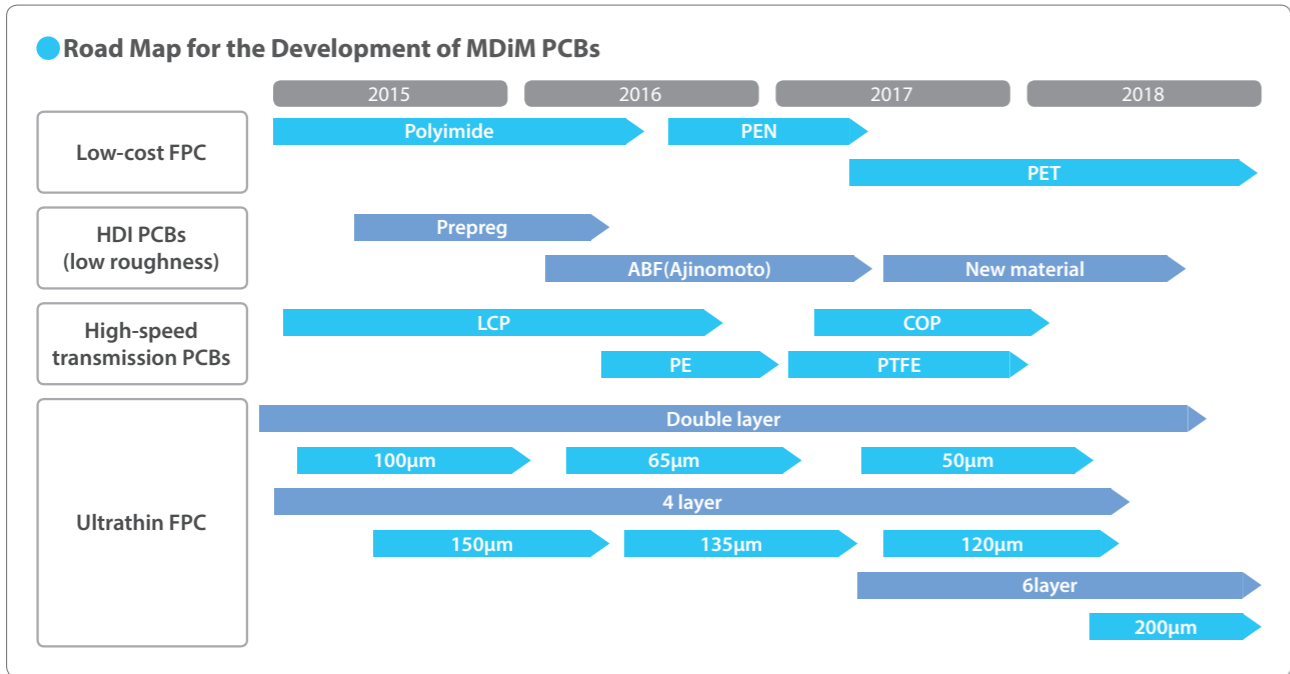 Road Map for the Development of MDiM PCBs
2015 2016 2017 2018
Low-cost FPC
Polyimide PEN
PET
HDI PCBs
(low roughness)
Prepreg
ABF(Ajinomoto) New material
High-speed
transmission PCBs
LCP COP
PE PTFE
Ultrathin FPC
Double layer
100μm 65μm 50μm
4 layer
150μm 135μm 120μm
6layer
200μm